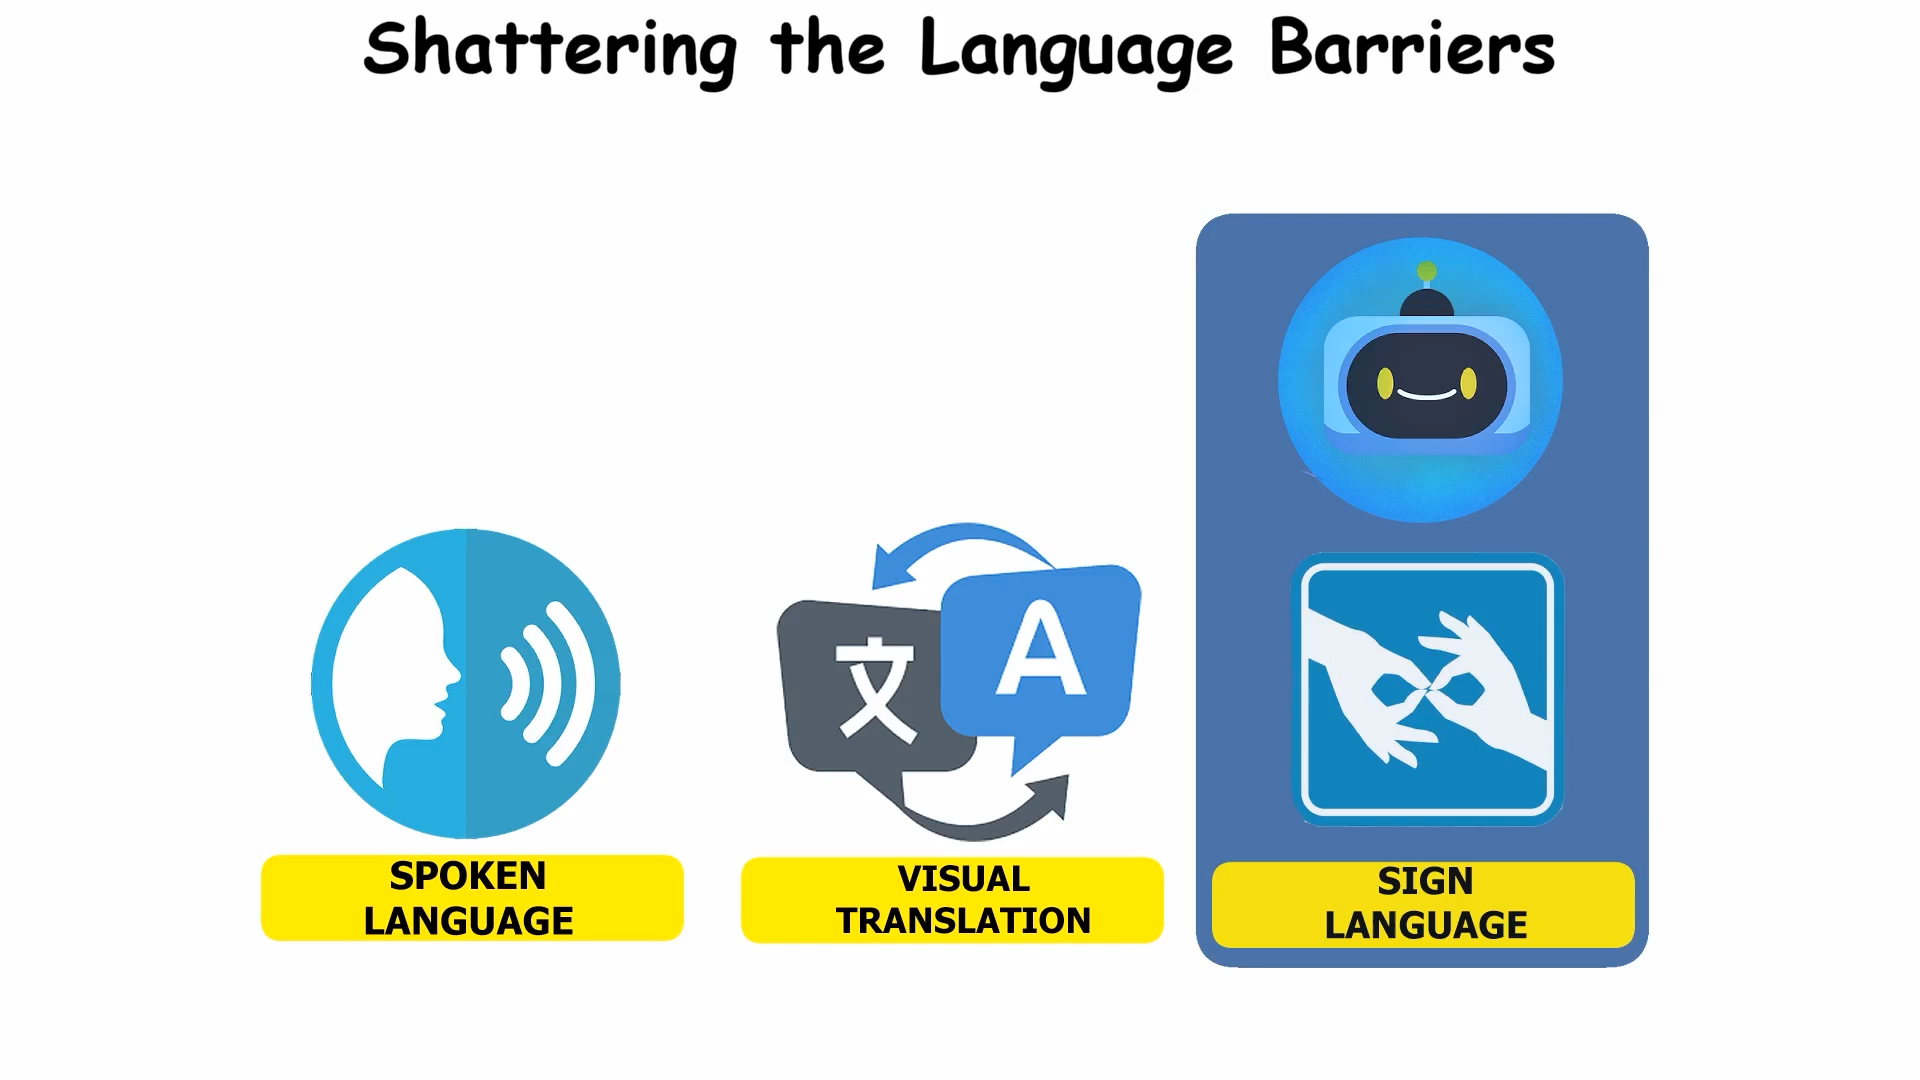 Shattering the Language Barriers
文 A
SPOKEN
LANGUAGE
VISUAL
TRANSLATION
SIGN
LANGUAGE